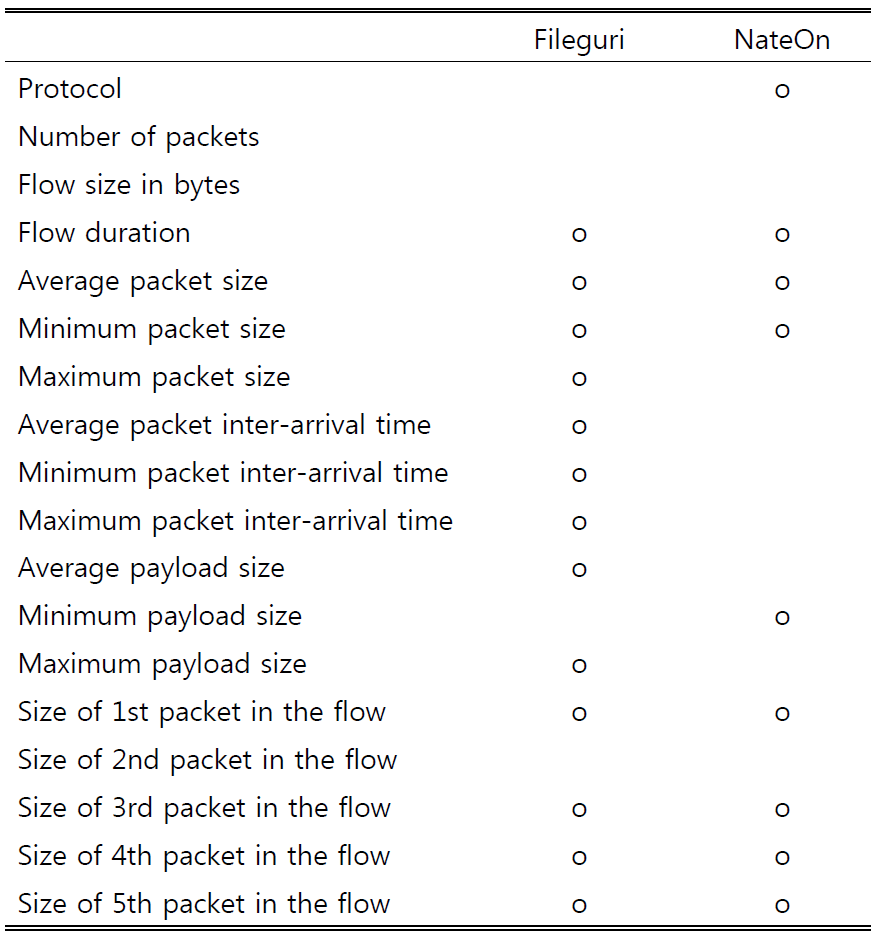 Fileguri NateOn
Protocol o
Number of packets
Flow size in bytes
Flow duration o o
Average packet size o o
Minimum packet size o o
Maximum packet size o
Average packet inter-arrival time o
Minimum packet inter-arrival time o
Maximum packet inter-arrival time o
Average payload size o
Minimum payload size o
Maximum payload size o
Size of 1st packet in the flow o o
Size of 2nd packet in the flow
Size of 3rd packet in the flow o o
Size of 4th packet in the flow o o
Size of 5th packet in the flow o o